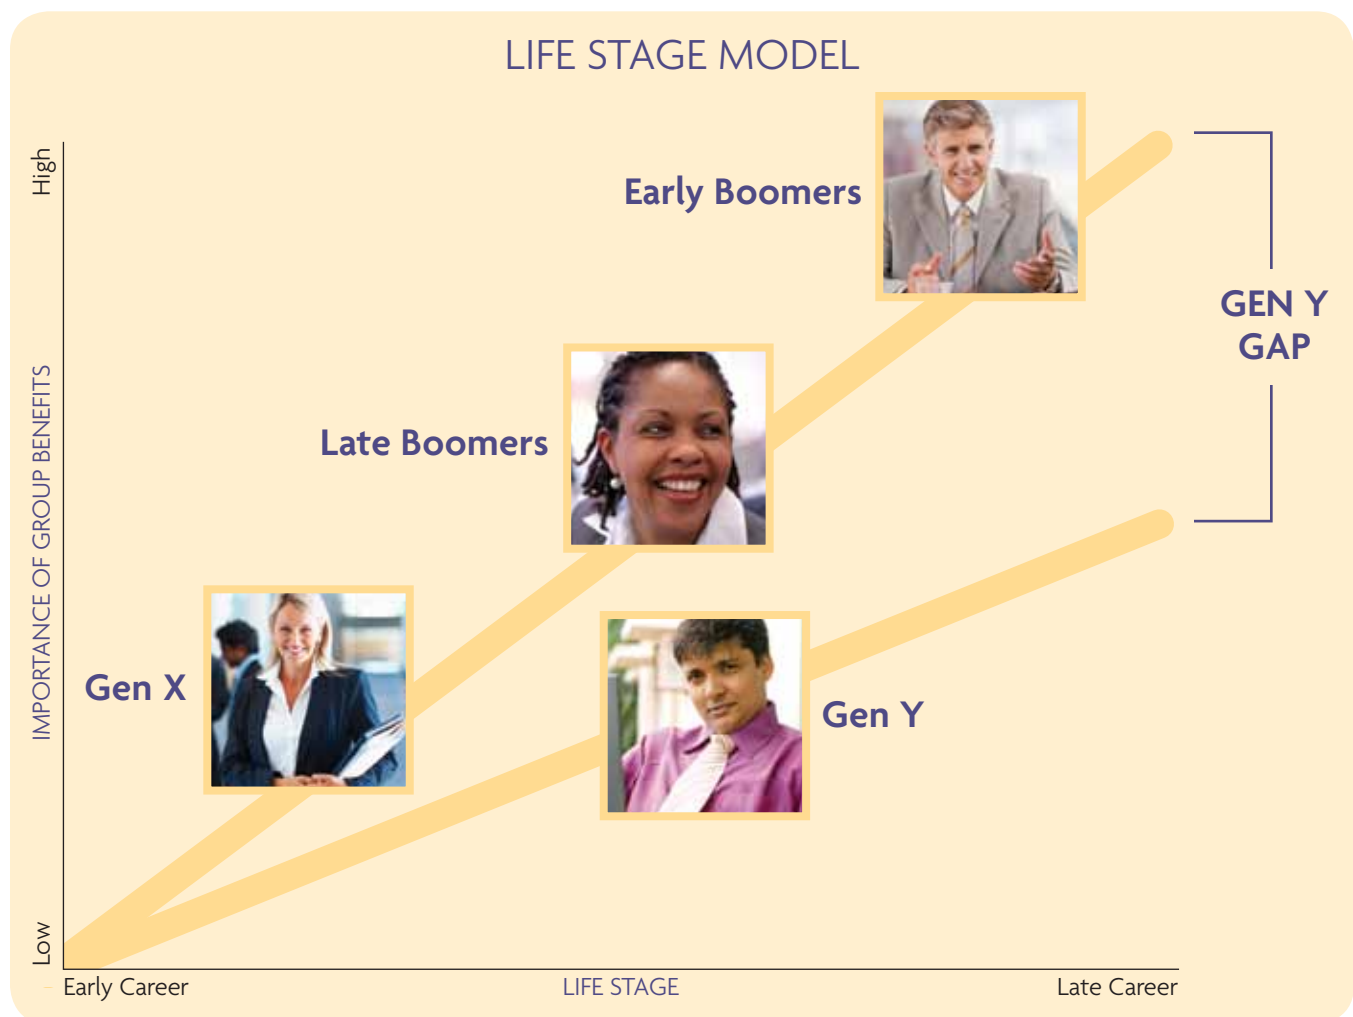 LIFE STAGE MODEL
High
Early Boomers
GEN Y
GAP
Late Boomers
IMPORTANCE OF GROUP BENEFITS
Gen X
Gen Y
Low
Early Career
LIFE STAGE
Late Career